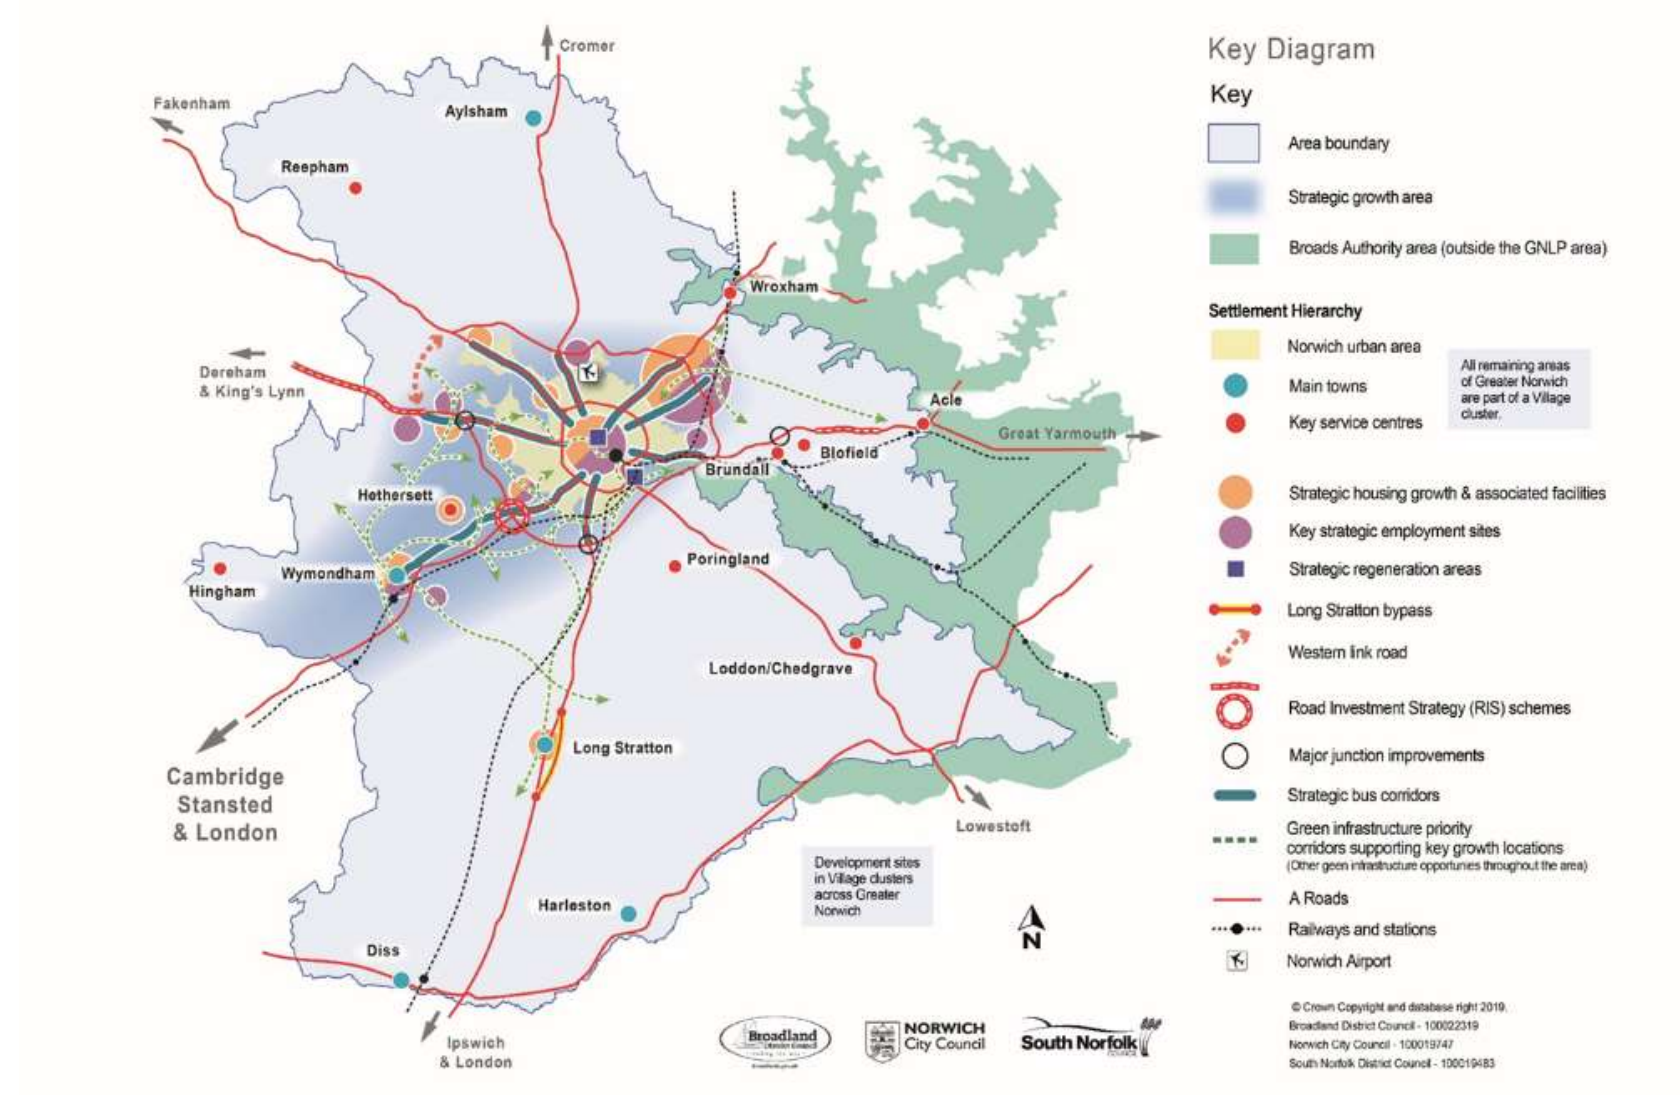 Key Diagram
Key
Area boundary
Strategic growth area
Broads Authority area (outside the GNLP area)
Settlement Hierarchy
Norwich urban area
Main towns
Key service centres
All remaining areas
of Greater Norwich
are part of a Village
cluster.
Strategic housing growth & associated facilities
Key strategic employment sites
Strategic regeneration areas
Long Stratton bypass
Western link road
Road Investment Strategy (RIS) schemes
Major junction improvements
Strategic bus corridors
Green infrastructure priority
corridors supporting key growth locations
(Other geen infrastructure opportunies throughout the area)
A Roads
Railways and stations
Norwich Airport
© Crown Copyright and database right 2019.
Broadland District Council - 100022319
Norwich City Council - 100019747
South Norfolk District Council - 100019483
Cromer
Fakenham
Aylsham
Reepham
Wroxham
Dereham
& King's Lynn
Acle
Great Yarmouth
Blofield
Brundall
Hethersett
Poringland
Wymondham
Hingham
Loddon/Chedgrave
Long Stratton
Cambridge
Stansted
& London
Lowestoft
Development sites
in Village clusters
across Greater
Norwich
Harleston
N
Diss
Ipswich
& London
Broadland
District Council
NORWICH
City Council
South Norfolk
COUNCIL